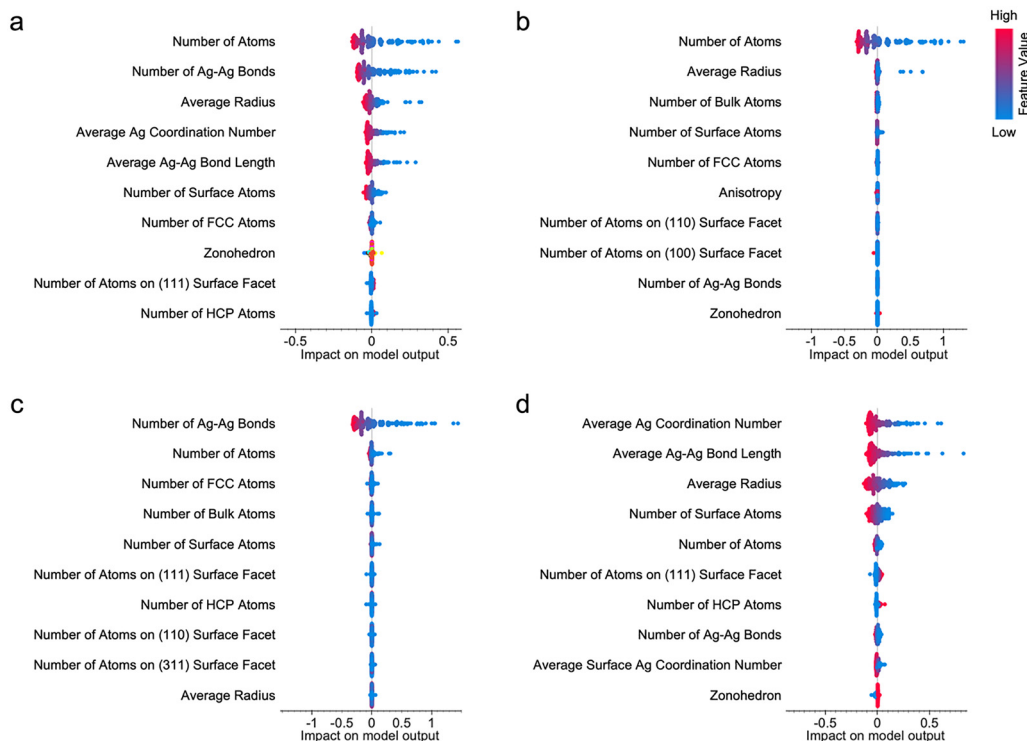 a
Number of Atoms
Number of Ag-Ag Bonds
Average Radius
Average Ag Coordination Number
Average Ag-Ag Bond Length
Number of Surface Atoms
Number of FCC Atoms
Zonohedron
Number of Atoms on (111) Surface Facet
Number of HCP Atoms
-0.5 0 0.5
Impact on model output
b
Number of Atoms
Average Radius
Number of Bulk Atoms
Number of Surface Atoms
Number of FCC Atoms
Anisotropy
Number of Atoms on (110) Surface Facet
Number of Atoms on (100) Surface Facet
Number of Ag-Ag Bonds
Zonohedron
-1 -0.5 0 0.5 1
Impact on model output
High
Feature Value
Low
c
Number of Ag-Ag Bonds
Number of Atoms
Number of FCC Atoms
Number of Bulk Atoms
Number of Surface Atoms
Number of Atoms on (111) Surface Facet
Number of HCP Atoms
Number of Atoms on (110) Surface Facet
Number of Atoms on (311) Surface Facet
Average Radius
-1 -0.5 0 0.5 1
Impact on model output
d
Average Ag Coordination Number
Average Ag-Ag Bond Length
Average Radius
Number of Surface Atoms
Number of Atoms
Number of Atoms on (111) Surface Facet
Number of HCP Atoms
Number of Ag-Ag Bonds
Average Surface Ag Coordination Number
Zonohedron
-0.5 0 0.5
Impact on model output